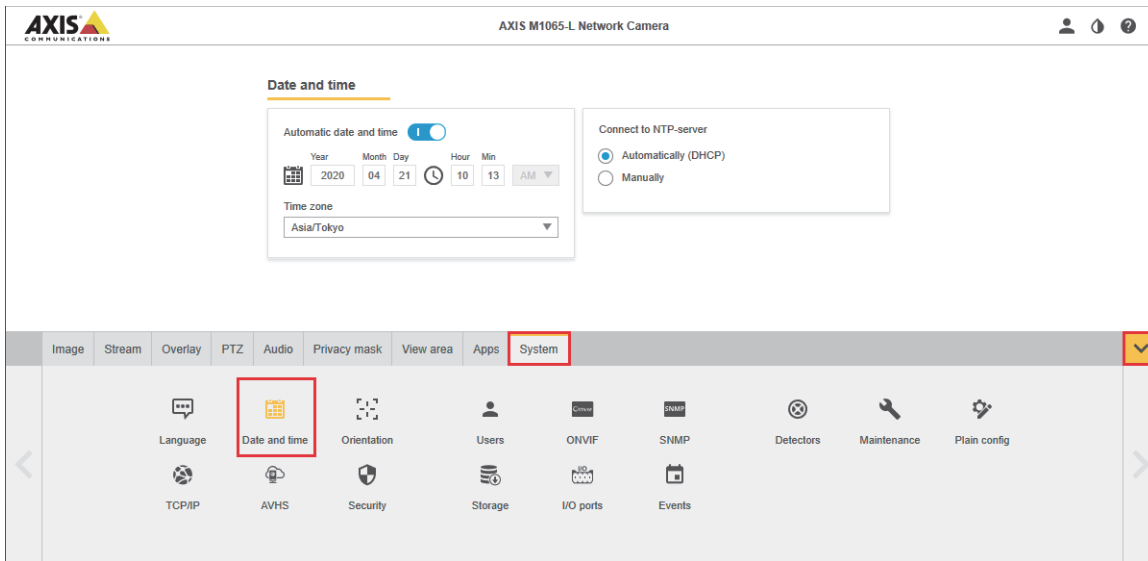 AXIS
COMMUNICATIONS
AXIS M1065-L Network Camera
Date and time
Automatic date and time
Year Month Day Hour Min
2020 04 21 10 13 AM
Time zone
Asia/Tokyo
Connect to NTP-server
Automatically (DHCP)
Manually
Image Stream Overlay PTZ Audio Privacy mask View area Apps System
Language Date and time Orientation Users ONVIF SNMP SNMP Detectors Maintenance Plain config
I/O
TCP/IP AVHS Security Storage I/O ports Events